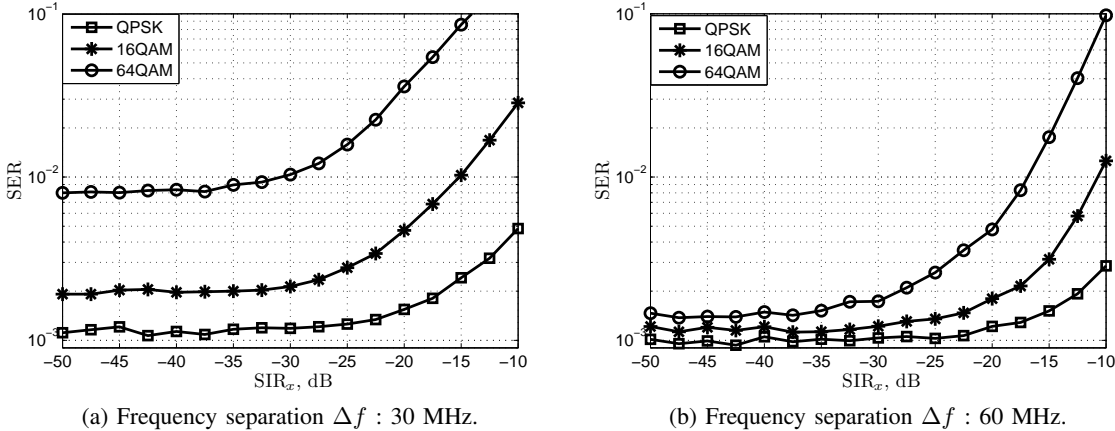 10^{-1}
QPSK
16QAM
64QAM
10^{-2}
SER
10^{-3}
−50 −45 −40 −35 −30 −25 −20 −15 −10
SIR_x, dB
(a) Frequency separation Δf : 30 MHz.
10^{-1}
QPSK
16QAM
64QAM
10^{-2}
SER
10^{-3}
−50 −45 −40 −35 −30 −25 −20 −15 −10
SIR_x, dB
(b) Frequency separation Δf : 60 MHz.